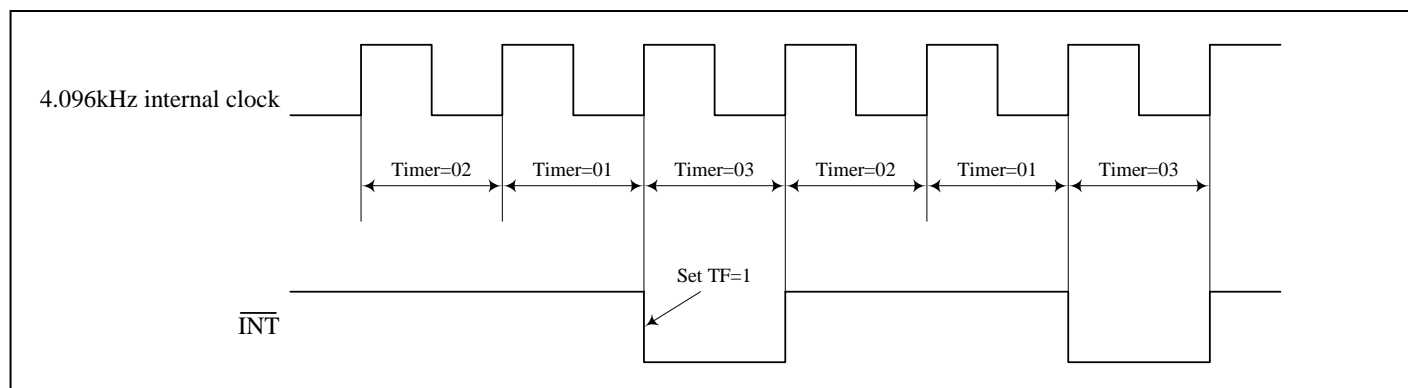 4.096kHz internal clock
Timer=02 Timer=01 Timer=03 Timer=02 Timer=01 Timer=03
Set TF=1
INT